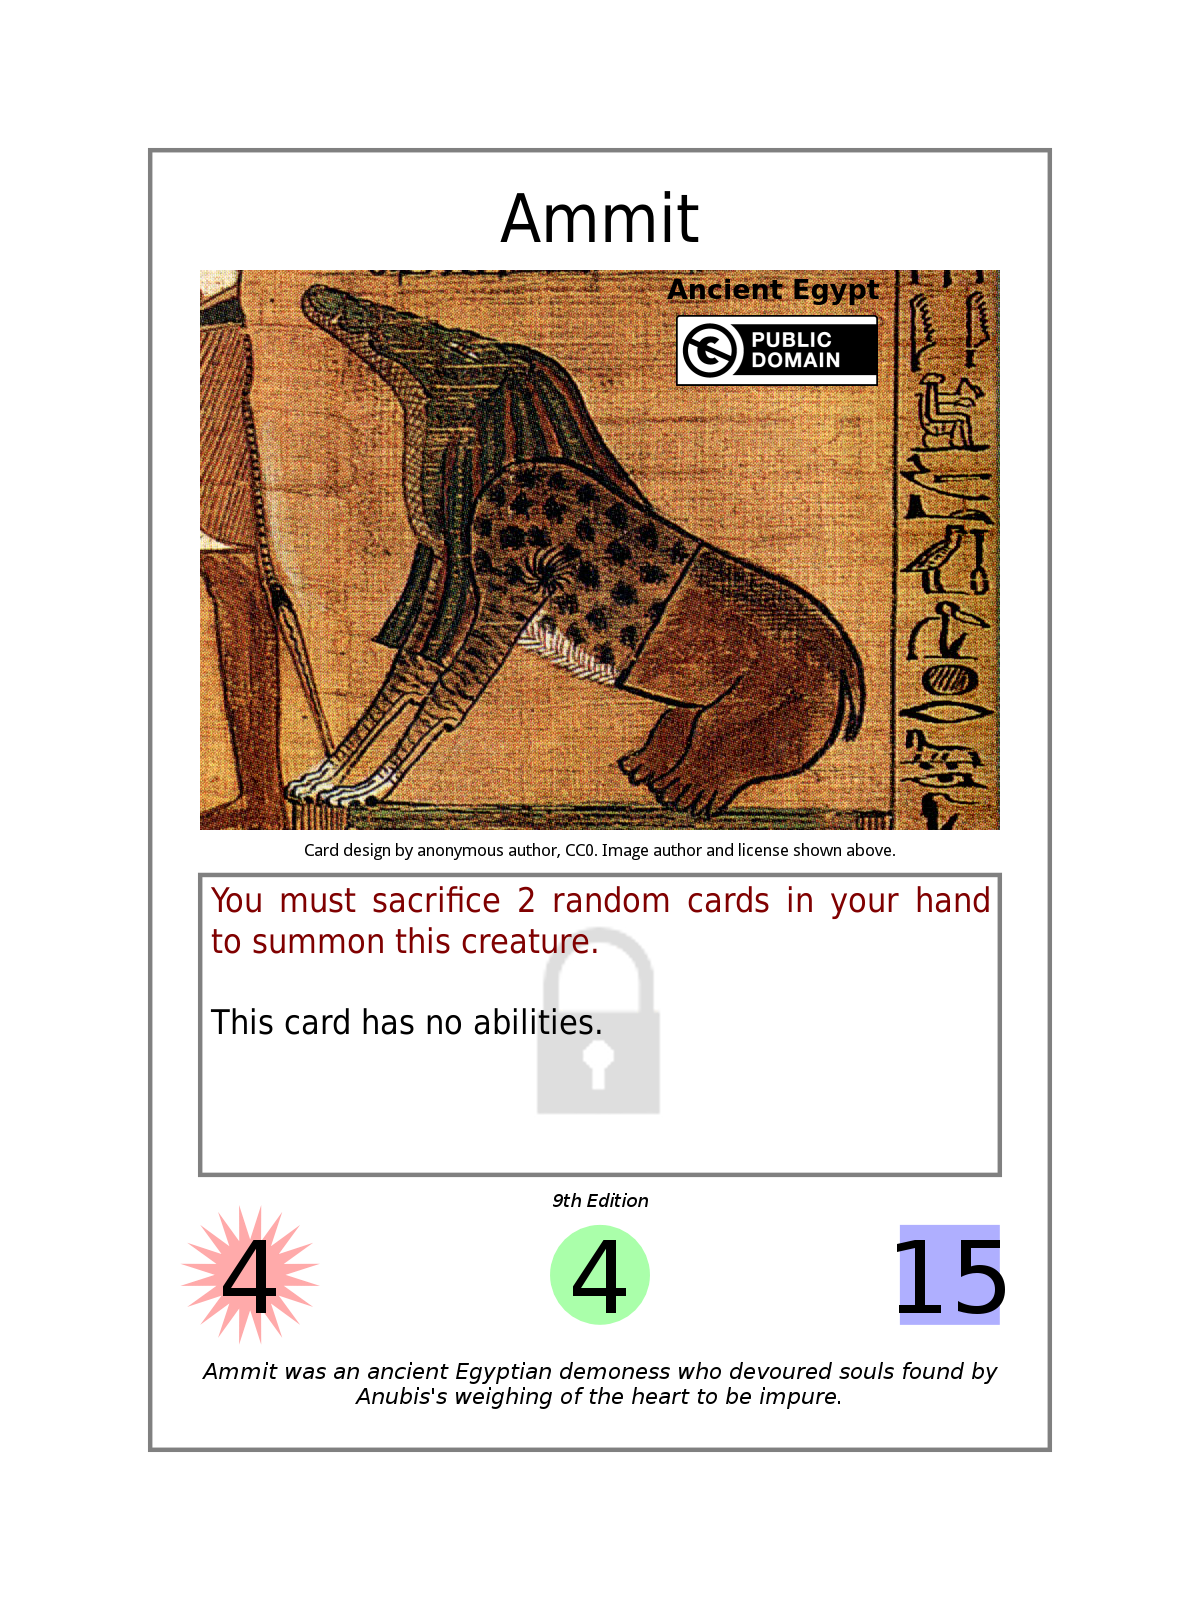 Ammit
Ancient Egypt
PUBLIC
DOMAIN
Card design by anonymous author, CC0. Image author and license shown above.
You must sacrifice 2 random cards in your hand
to summon this creature.
This card has no abilities.
9th Edition
4
4
15
Ammit was an ancient Egyptian demoness who devoured souls found by
Anubis's weighing of the heart to be impure.